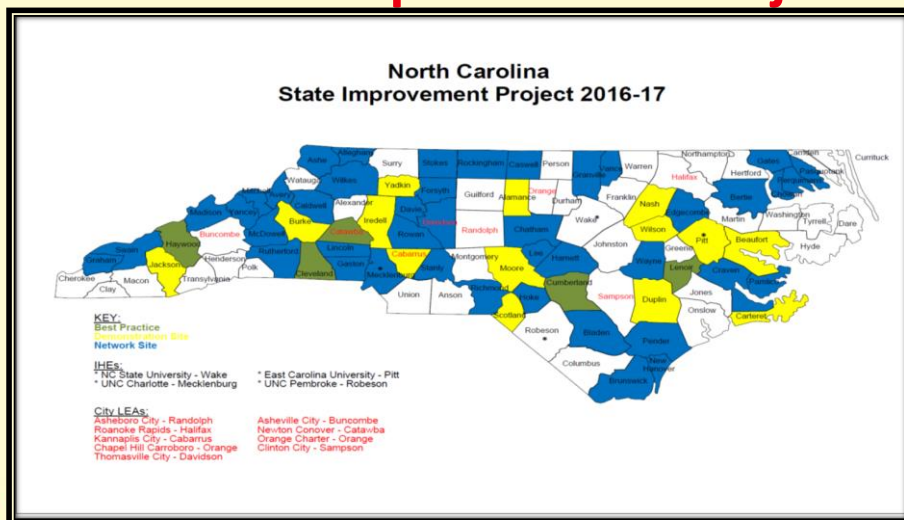 North Carolina
State Improvement Project 2016-17
Ashe
Alleghany
Surry
Stokes
Rockingham
Caswell
Person
Granville
Vance
Warren
Northampton
Gates
Camden
Currituck
Pasquotank
Perquimans
Chowan
Hertford
Halifax
Bertie
Watauga
Wilkes
Yadkin
Forsyth
Guilford
Alamance
Orange
Durham
Franklin
Nash
Edgecombe
Martin
Washington
Tyrrell
Dare
Mitchell
Avery
Caldwell
Alexander
Iredell
Davie
Davidson
Randolph
Chatham
Wake*
Wilson
Pitt
Beaufort
Hyde
Madison
Yancey
Burke
Catawba
Rowan
Johnston
Greene
Haywood
Buncombe
McDowell
Swain
Graham
Rutherford
Lincoln
Cabarrus
Stanly
Montgomery
Moore
Lee
Harnett
Wayne
Lenoir
Craven
Pamlico
Jackson
Henderson
Polk
Cleveland
Gaston
Mecklenburg
Cherokee
Macon
Transylvania
Clay
Union
Anson
Richmond
Hoke
Cumberland
Sampson
Duplin
Jones
Onslow
Carteret
Scotland
Robeson
Bladen
Pender
Columbus
New
Hanover
Brunswick
KEY:
Best Practice
Demonstration Site
Network Site
IHEs:
* NC State University - Wake
* UNC Charlotte - Mecklenburg
* East Carolina University - Pitt
* UNC Pembroke - Robeson
City LEAs:
Asheboro City - Randolph
Roanoke Rapids - Halifax
Kannaplis City - Cabarrus
Chapel Hill Carroboro - Orange
Thomasville City - Davidson
Asheville City - Buncombe
Newton Conover - Catawba
Orange Charter - Orange
Clinton City - Sampson